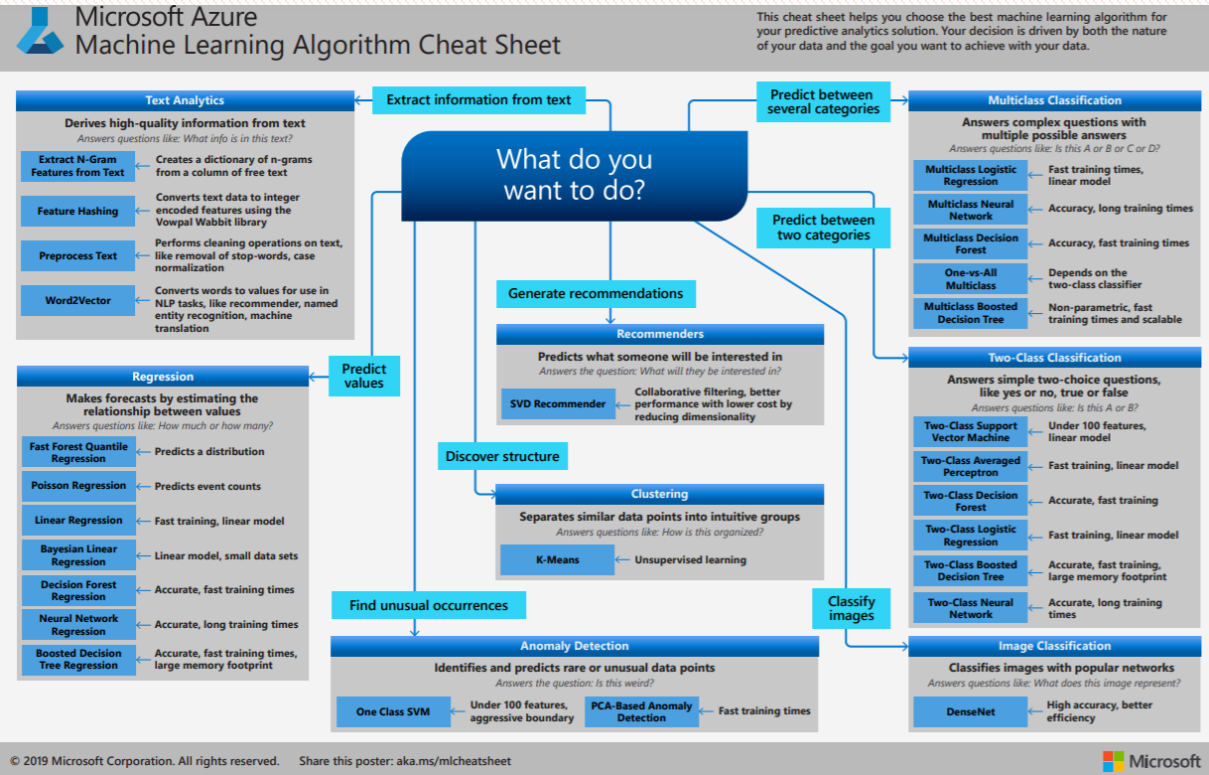 Microsoft Azure
Machine Learning Algorithm Cheat Sheet
This cheat sheet helps you choose the best machine learning algorithm for
your predictive analytics solution. Your decision is driven by both the nature
of your data and the goal you want to achieve with your data.
What do you
want to do?
Extract information from text
Text Analytics
Derives high-quality information from text
Answers questions like: What info is in this text?
Extract N-Gram
Features from Text
Creates a dictionary of n-grams
from a column of free text
Feature Hashing
Converts text data to integer
encoded features using the
Vowpal Wabbit library
Preprocess Text
Performs cleaning operations on text,
like removal of stop-words, case
normalization
Word2Vector
Converts words to values for use in
NLP tasks, like recommender, named
entity recognition, machine
translation
Predict
values
Regression
Makes forecasts by estimating the
relationship between values
Answers questions like: How much or how many?
Fast Forest Quantile
Regression
Predicts a distribution
Poisson Regression
Predicts event counts
Linear Regression
Fast training, linear model
Bayesian Linear
Regression
Linear model, small data sets
Decision Forest
Regression
Accurate, fast training times
Neural Network
Regression
Accurate, long training times
Boosted Decision
Tree Regression
Accurate, fast training times,
large memory footprint
Generate recommendations
Recommenders
Predicts what someone will be interested in
Answers the question: What will they be interested in?
SVD Recommender
Collaborative filtering, better
performance with lower cost by
reducing dimensionality
Discover structure
Clustering
Separates similar data points into intuitive groups
Answers questions like: How is this organized?
K-Means
Unsupervised learning
Find unusual occurrences
Anomaly Detection
Identifies and predicts rare or unusual data points
Answers the question: Is this weird?
One Class SVM
Under 100 features,
aggressive boundary
PCA-Based Anomaly
Detection
Fast training times
Predict between
several categories
Multiclass Classification
Answers complex questions with
multiple possible answers
Answers questions like: Is this A or B or C or D?
Multiclass Logistic
Regression
Fast training times,
linear model
Multiclass Neural
Network
Accuracy, long training times
Multiclass Decision
Forest
Accuracy, fast training times
One-vs-All
Multiclass
Depends on the
two-class classifier
Multiclass Boosted
Decision Tree
Non-parametric, fast
training times and scalable
Predict between
two categories
Two-Class Classification
Answers simple two-choice questions,
like yes or no, true or false
Answers questions like: Is this A or B?
Two-Class Support
Vector Machine
Under 100 features,
linear model
Two-Class Averaged
Perceptron
Fast training, linear model
Two-Class Decision
Forest
Accurate, fast training
Two-Class Logistic
Regression
Fast training, linear model
Two-Class Boosted
Decision Tree
Accurate, fast training,
large memory footprint
Two-Class Neural
Network
Accurate, long training
times
Classify
images
Image Classification
Classifies images with popular networks
Answers questions like: What does this image represent?
DenseNet
High accuracy, better
efficiency
© 2019 Microsoft Corporation. All rights reserved. Share this poster: aka.ms/mlcheatsheet
Microsoft